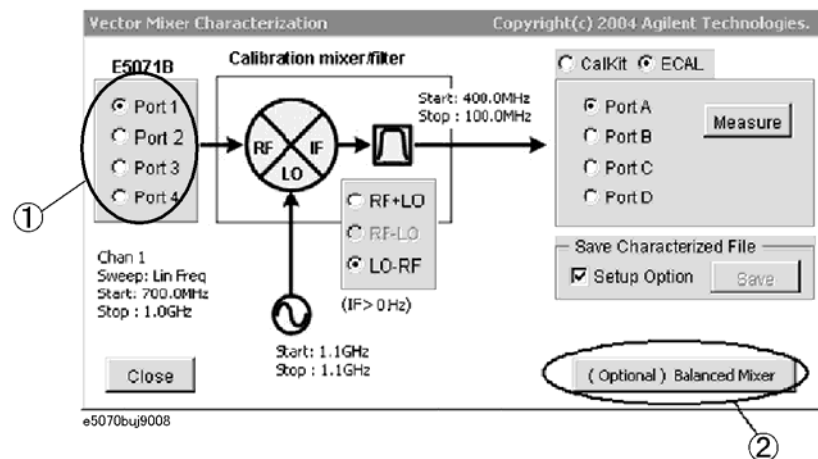 Vector Mixer Characterization Copyright(c) 2004 Agilent Technologies.
E5071B
Port 1
Port 2
Port 3
Port 4
①
Chan 1
Sweep: Lin Freq
Start: 700.0MHz
Stop : 1.0GHz
Close
Calibration mixer/filter
RF IF
LO
Start: 400.0MHz
Stop : 100.0MHz
RF+LO
RF-LO
LO-RF
(IF> 0 Hz)
Start: 1.1GHz
Stop : 1.1GHz
CalKit ECAL
Port A
Port B
Port C
Port D
Measure
Save Characterized File
Setup Option Save
( Optional ) Balanced Mixer
②
e5070buj9008